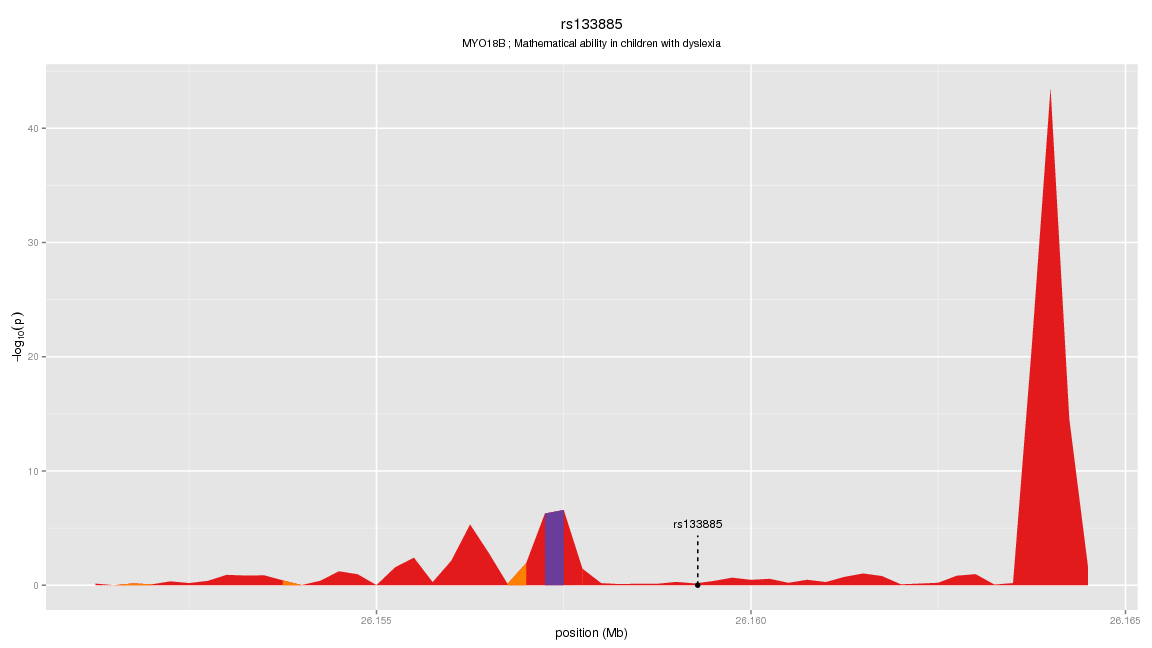 rs133885
MYO18B ; Mathematical ability in children with dyslexia
40
30
20
10
0
-log10(p)
rs133885
26.155
26.160
26.165
position (Mb)